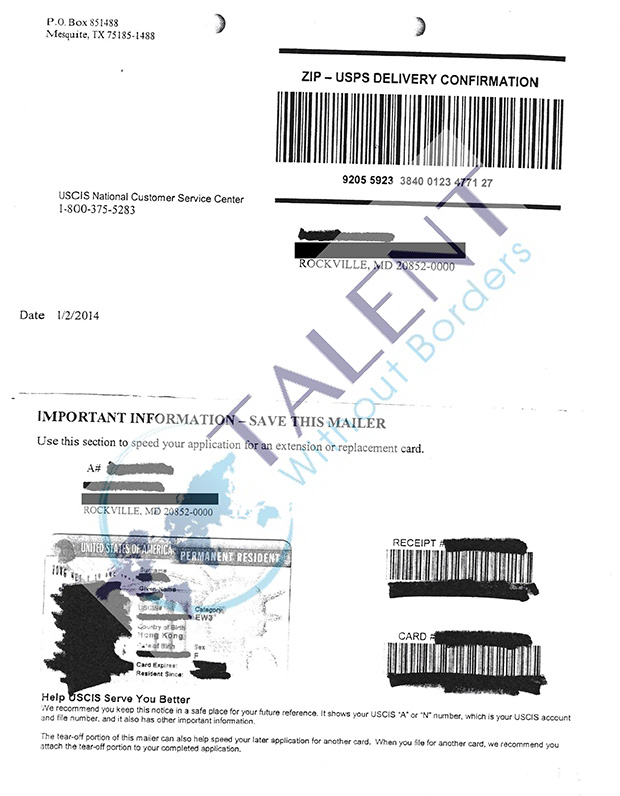 P.O. Box 851488
Mesquite, TX 75185-1488
ZIP – USPS DELIVERY CONFIRMATION
9205 5923 3840 0123 4771 27
USCIS National Customer Service Center
1-800-375-5283
ROCKVILLE, MD 20852-0000
Date 1/2/2014
TALENT
Without Borders
IMPORTANT INFORMATION – SAVE THIS MAILER
Use this section to speed your application for an extension or replacement card.
A#
ROCKVILLE, MD 20852-0000
UNITED STATES OF AMERICA PERMANENT RESIDENT
Surname
Given Name
USCIS# Category
EW3
Country of Birth
Hong Kong
Date of Birth Sex
F
Card Expires:
Resident Since:
RECEIPT #
CARD #
Help USCIS Serve You Better
We recommend you keep this notice in a safe place for your future reference. It shows your USCIS "A" or "N" number, which is your USCIS account
and file number, and it also has other important information.
The tear-off portion of this mailer can also help speed your later application for another card. When you file for another card, we recommend you
attach the tear-off portion to your completed application.